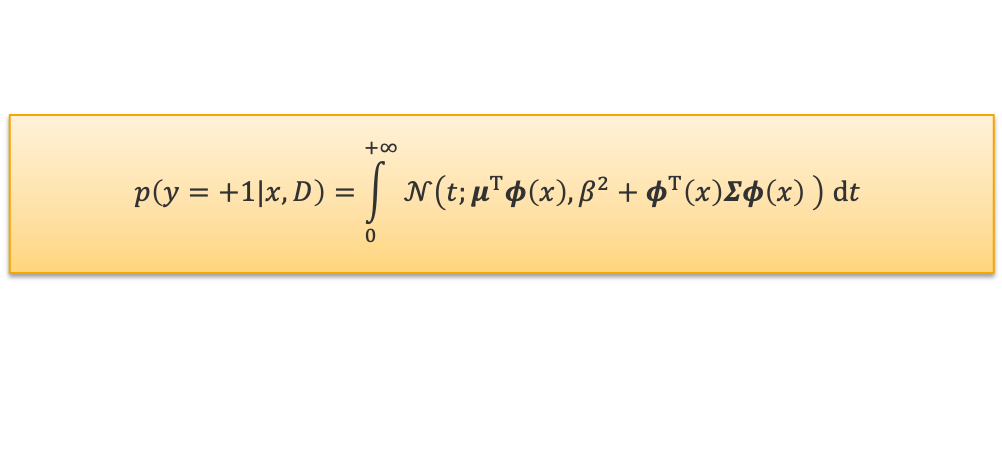 p(y = +1|x, D) = ∫₀⁺∞ 𝒩(t; μᵀϕ(x), β² + ϕᵀ(x)Σϕ(x) ) dt